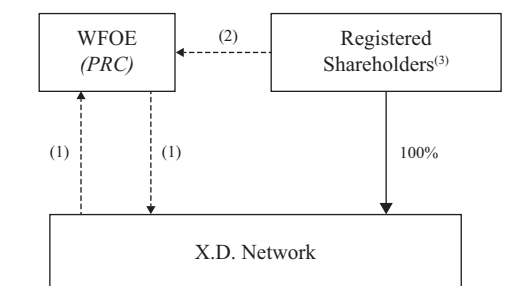 WFOE
(PRC)
(2)
Registered
Shareholders(3)
(1)
(1)
100%
X.D. Network